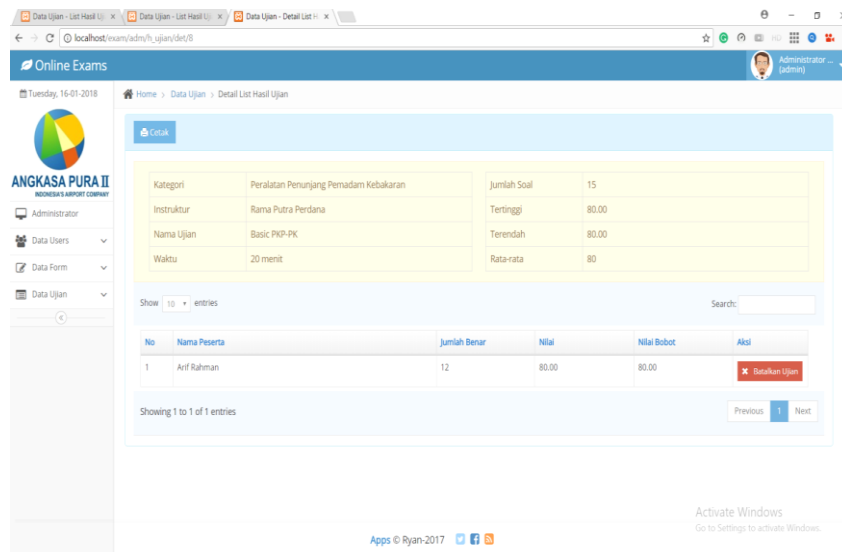 Data Ujian - List Hasil Uji
Data Ujian - List Hasil Uji
Data Ujian - Detail List H
localhost/exam/adm/h_ujian/det/8
Online Exams
Administrator ...
(admin)
Tuesday, 16-01-2018
Home > Data Ujian > Detail List Hasil Ujian
Cetak
ANGKASA PURA II
INDONESIA'S AIRPORT COMPANY
Administrator
Data Users
Data Form
Data Ujian
Kategori Peralatan Penunjang Pemadam Kebakaran Jumlah Soal 15
Instruktur Rama Putra Perdana Tertinggi 80.00
Nama Ujian Basic PKP-PK Terendah 80.00
Waktu 20 menit Rata-rata 80
Show 10 entries Search:
No Nama Peserta Jumlah Benar Nilai Nilai Bobot Aksi
1 Arif Rahman 12 80.00 80.00 Batalkan Ujian
Showing 1 to 1 of 1 entries Previous 1 Next
Activate Windows
Go to Settings to activate Windows.
Apps © Ryan-2017